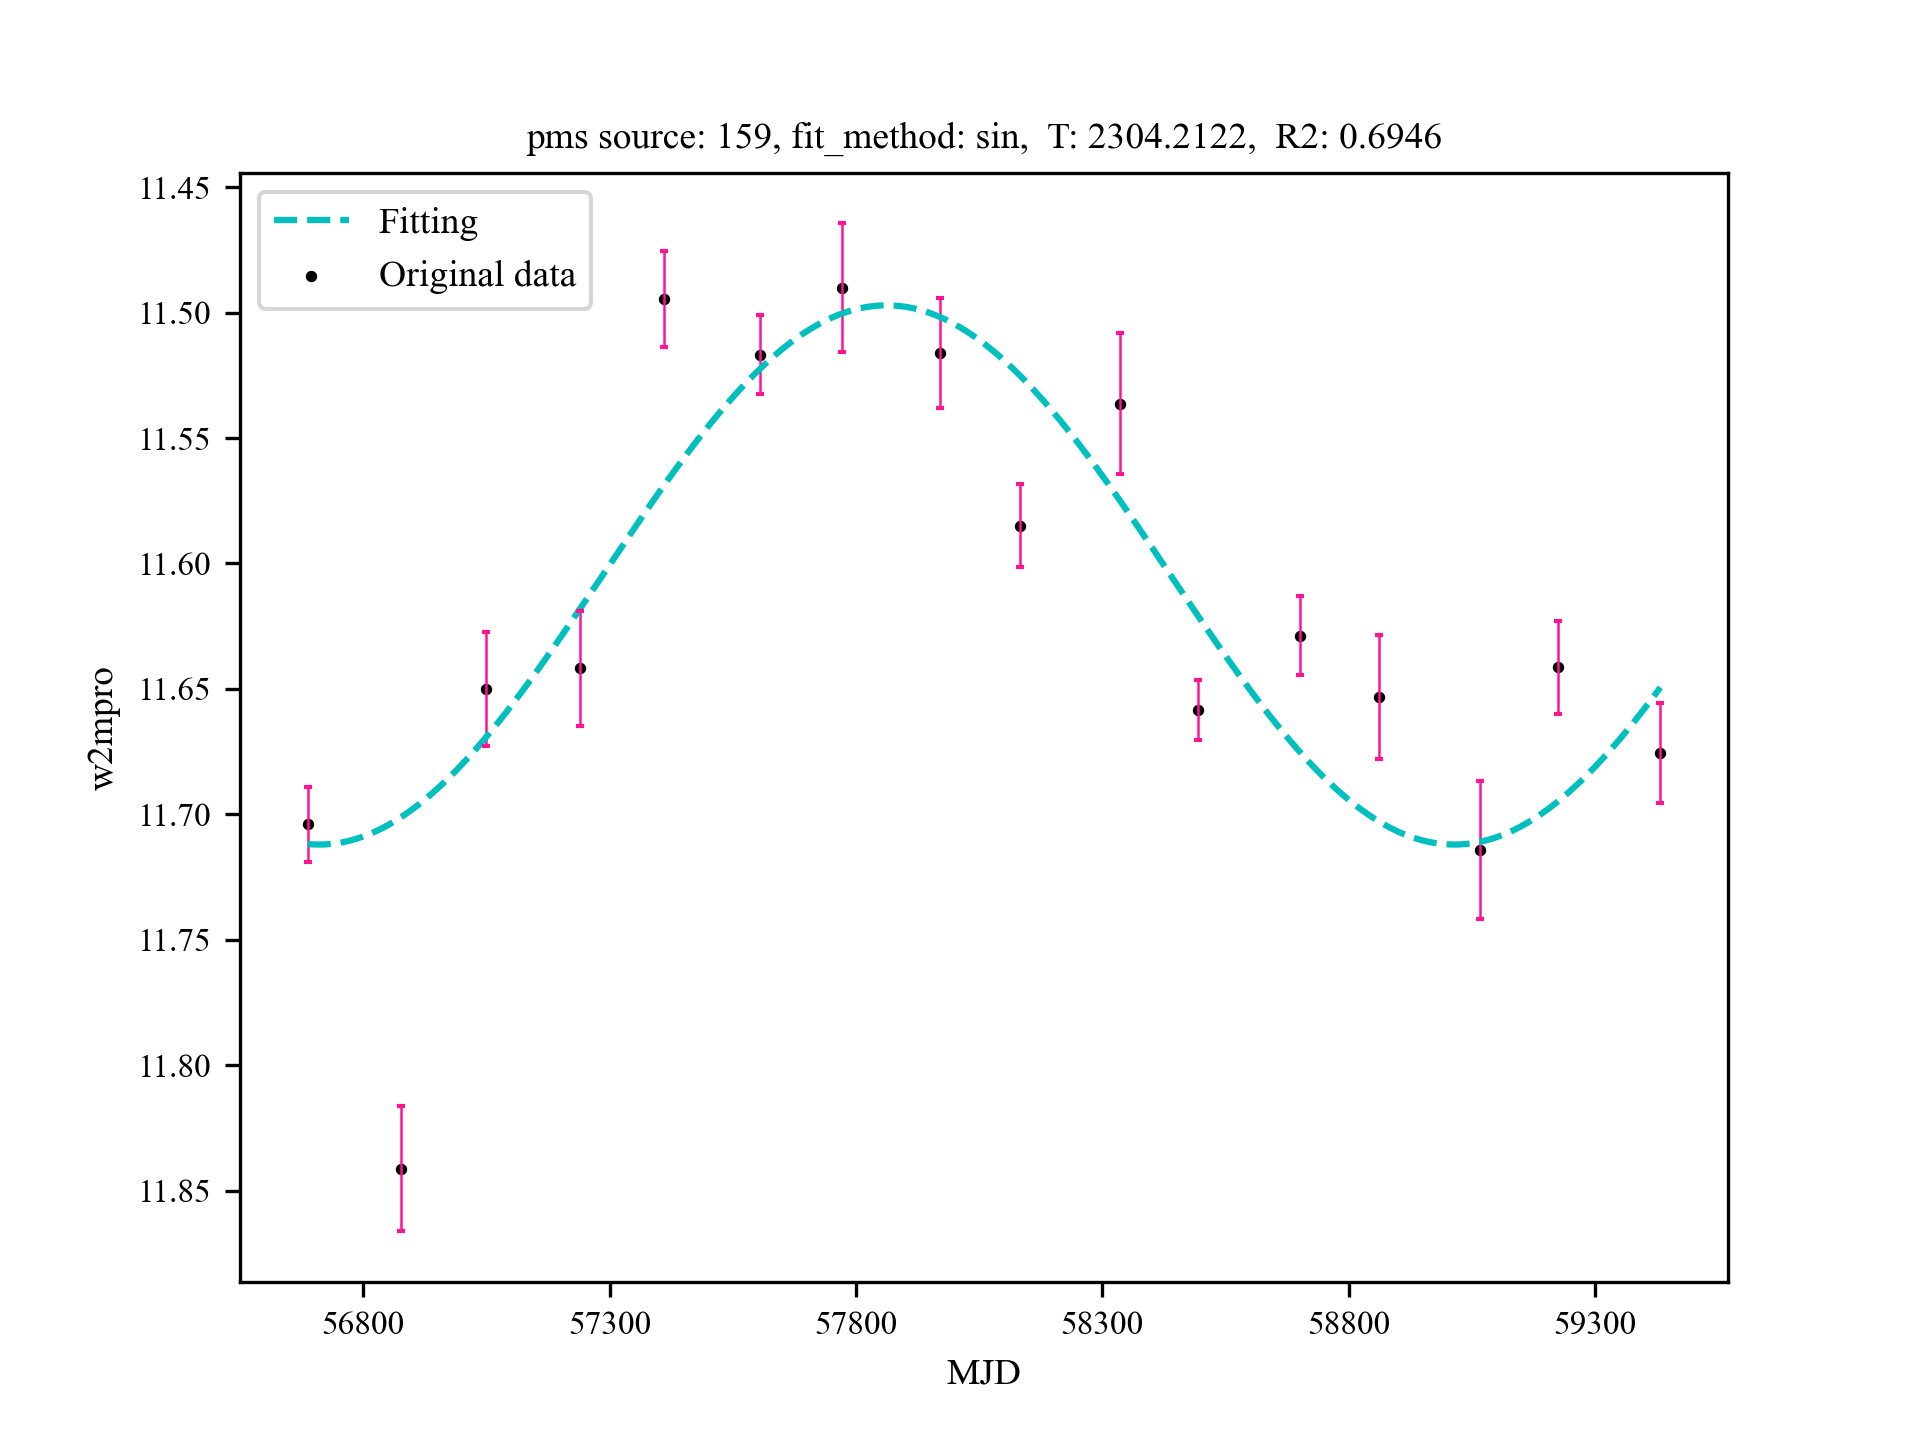 pms source: 159, fit_method: sin,  T: 2304.2122,  R2: 0.6946
Fitting
Original data
11.45
11.50
11.55
11.60
11.65
11.70
11.75
11.80
11.85
w2mpro
56800 57300 57800 58300 58800 59300
MJD